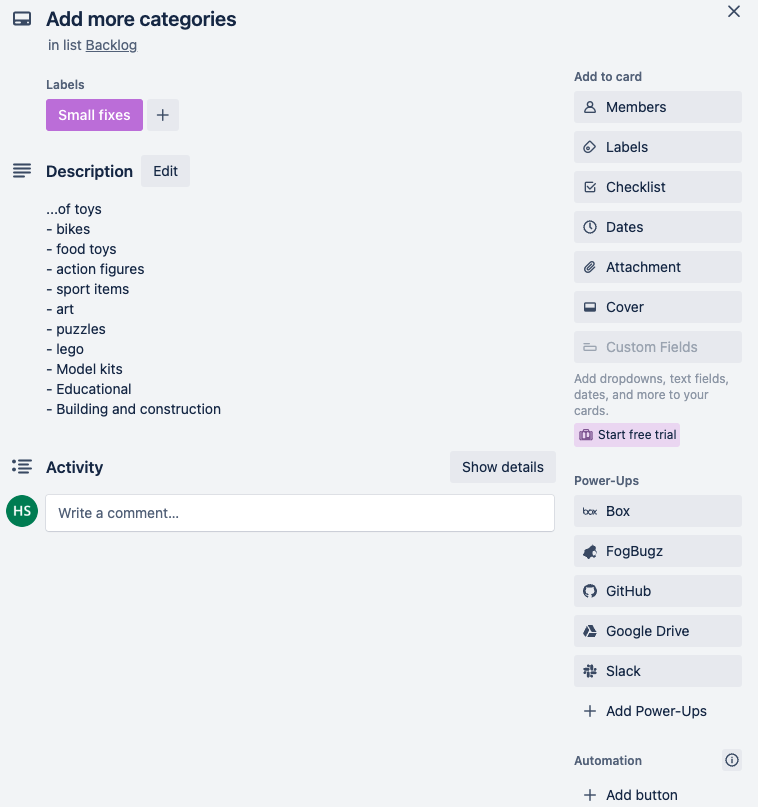 Add more categories
in list Backlog
Labels
Small fixes
Description Edit
...of toys
- bikes
- food toys
- action figures
- sport items
- art
- puzzles
- lego
- Model kits
- Educational
- Building and construction
Activity Show details
HS Write a comment…
Add to card
Members
Labels
Checklist
Dates
Attachment
Cover
Custom Fields
Add dropdowns, text fields,
dates, and more to your
cards.
Start free trial
Power-Ups
box Box
FogBugz
GitHub
Google Drive
Slack
Add Power-Ups
Automation
Add button